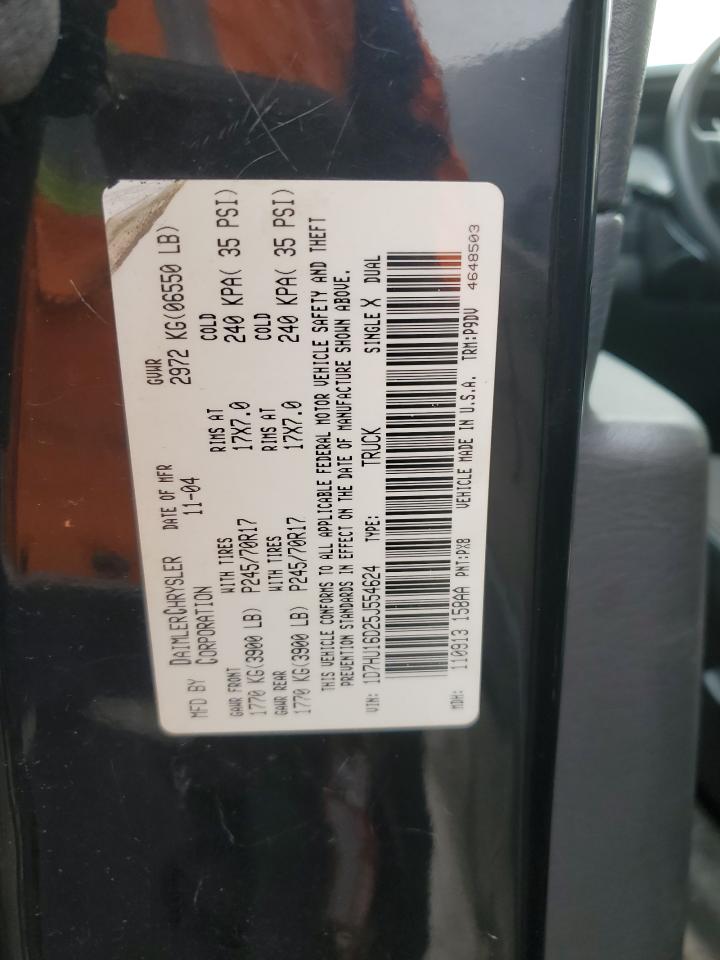 MFD BY DAIMLERCHRYSLER CORPORATION
DATE OF MFR GVWR
11-04 2972 KG(06550 LB)
GAWR FRONT WITH TIRES RIMS AT COLD
1770 KG(3900 LB) P245/70R17 17X7.0 240 KPA( 35 PSI)
GAWR REAR WITH TIRES RIMS AT COLD
1770 KG(3900 LB) P245/70R17 17X7.0 240 KPA( 35 PSI)
THIS VEHICLE CONFORMS TO ALL APPLICABLE FEDERAL MOTOR VEHICLE SAFETY AND THEFT
PREVENTION STANDARDS IN EFFECT ON THE DATE OF MANUFACTURE SHOWN ABOVE.
VIN: 1D7HU16D25J554624 TYPE: TRUCK SINGLE X DUAL
MDH: 110913 158AA PNT:PX8 VEHICLE MADE IN U.S.A. TRM:P9DV 4648503